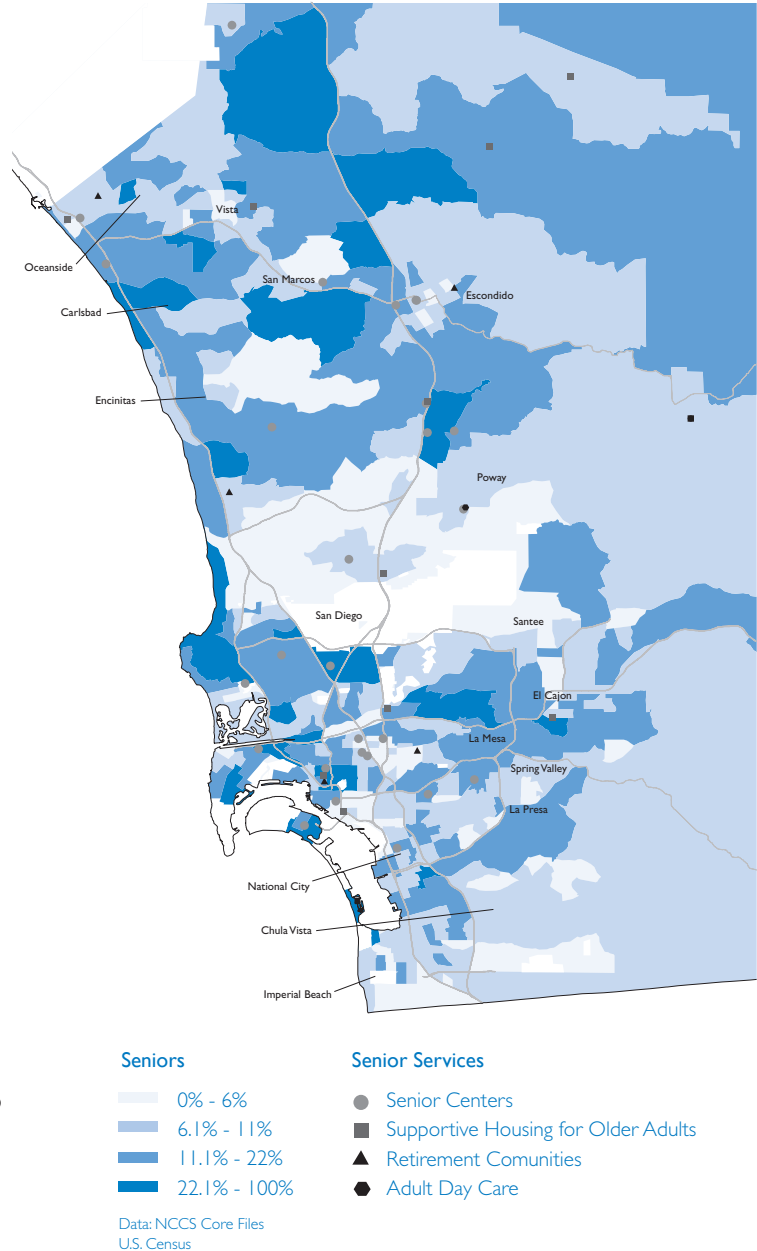 Vista
Oceanside
San Marcos
Escondido
Carlsbad
Encinitas
Poway
San Diego
Santee
El Cajon
La Mesa
Spring Valley
La Presa
National City
Chula Vista
Imperial Beach
Seniors
0% - 6%
6.1% - 11%
11.1% - 22%
22.1% - 100%
Data: NCCS Core Files
U.S. Census
Senior Services
Senior Centers
Supportive Housing for Older Adults
Retirement Comunities
Adult Day Care